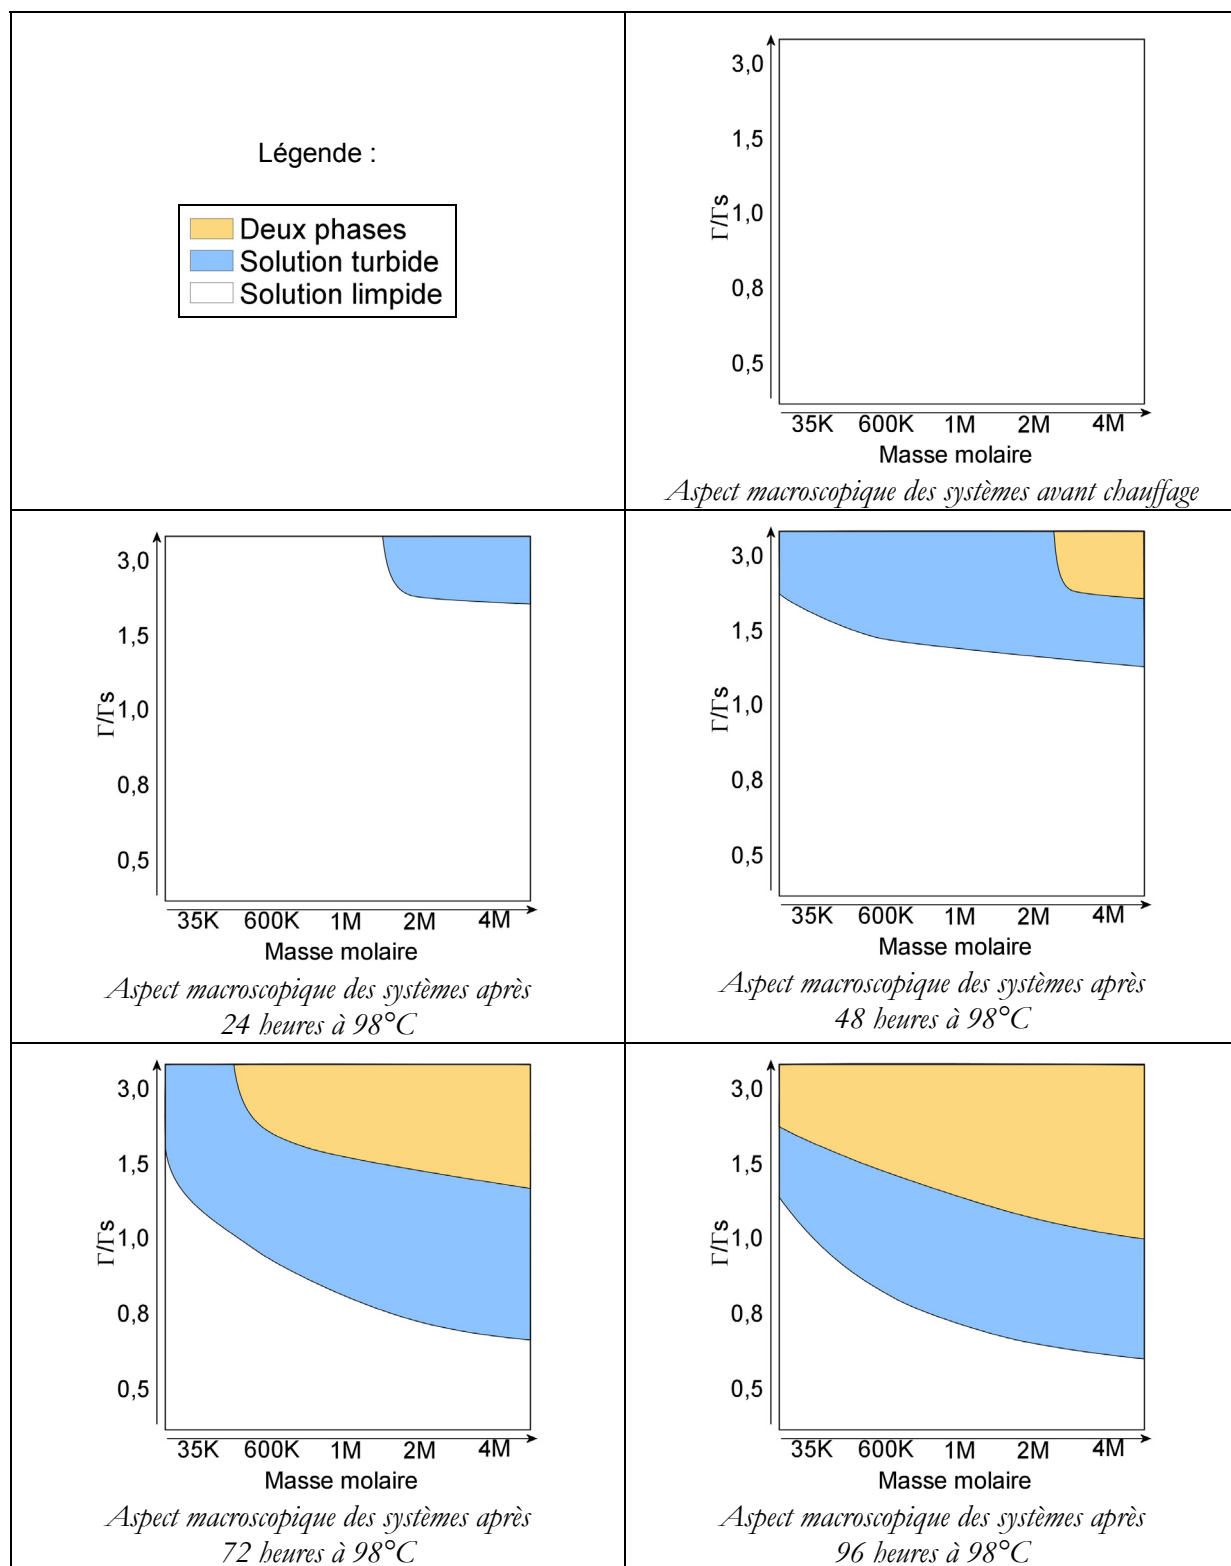 Légende :
Deux phases
Solution turbide
Solution limpide
3,0
1,5
Γ/Γs
1,0
0,8
0,5
35K 600K 1M 2M 4M
Masse molaire
Aspect macroscopique des systèmes avant chauffage
3,0
1,5
Γ/Γs
1,0
0,8
0,5
35K 600K 1M 2M 4M
Masse molaire
Aspect macroscopique des systèmes après
24 heures à 98°C
3,0
1,5
Γ/Γs
1,0
0,8
0,5
35K 600K 1M 2M 4M
Masse molaire
Aspect macroscopique des systèmes après
48 heures à 98°C
3,0
1,5
Γ/Γs
1,0
0,8
0,5
35K 600K 1M 2M 4M
Masse molaire
Aspect macroscopique des systèmes après
72 heures à 98°C
3,0
1,5
Γ/Γs
1,0
0,8
0,5
35K 600K 1M 2M 4M
Masse molaire
Aspect macroscopique des systèmes après
96 heures à 98°C